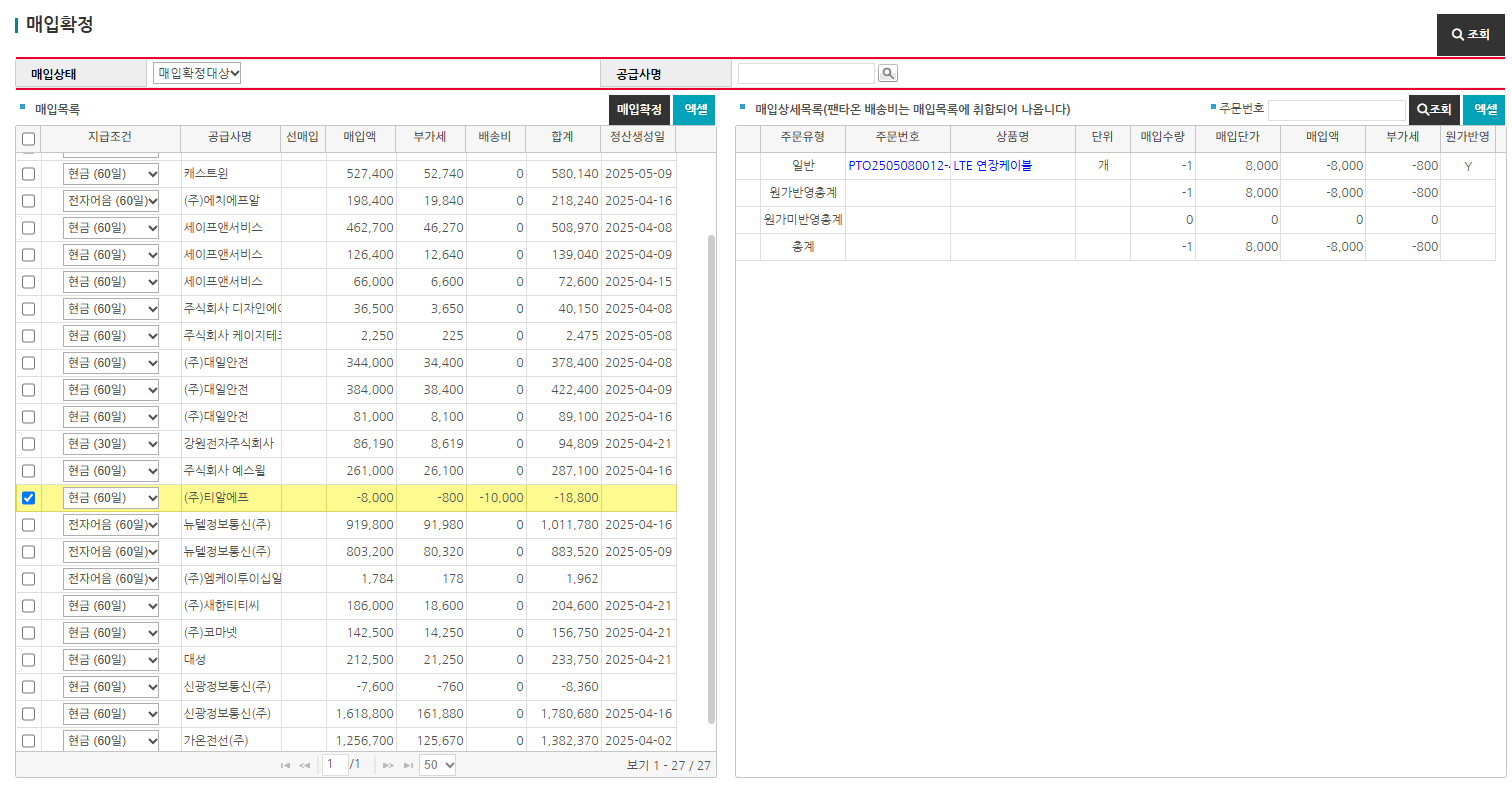 매입확정
조회
매입상태 매입확정대상 공급사명
매입목록 매입확정 엑셀
지급조건 공급사명 선매입 매입액 부가세 배송비 합계 정산생성일
현금 (60일) 캐스트윈 527,400 52,740 0 580,140 2025-05-09
전자어음 (60일) (주)에치에프알 198,400 19,840 0 218,240 2025-04-16
현금 (60일) 세이프앤서비스 462,700 46,270 0 508,970 2025-04-08
현금 (60일) 세이프앤서비스 126,400 12,640 0 139,040 2025-04-09
현금 (60일) 세이프앤서비스 66,000 6,600 0 72,600 2025-04-15
현금 (60일) 주식회사 디자인에 36,500 3,650 0 40,150 2025-04-08
현금 (60일) 주식회사 케이지테 2,250 225 0 2,475 2025-05-08
현금 (60일) (주)대일안전 344,000 34,400 0 378,400 2025-04-08
현금 (60일) (주)대일안전 384,000 38,400 0 422,400 2025-04-09
현금 (60일) (주)대일안전 81,000 8,100 0 89,100 2025-04-16
현금 (30일) 강원전자주식회사 86,190 8,619 0 94,809 2025-04-21
현금 (60일) 주식회사 예스윌 261,000 26,100 0 287,100 2025-04-16
현금 (60일) (주)티알에프 -8,000 -800 -10,000 -18,800
전자어음 (60일) 뉴텔정보통신(주) 919,800 91,980 0 1,011,780 2025-04-16
전자어음 (60일) 뉴텔정보통신(주) 803,200 80,320 0 883,520 2025-05-09
전자어음 (60일) (주)엠케이투이십일 1,784 178 0 1,962
현금 (60일) (주)새한티티씨 186,000 18,600 0 204,600 2025-04-21
현금 (60일) (주)코마넷 142,500 14,250 0 156,750 2025-04-21
현금 (60일) 대성 212,500 21,250 0 233,750 2025-04-21
현금 (60일) 신광정보통신(주) -7,600 -760 0 -8,360
현금 (60일) 신광정보통신(주) 1,618,800 161,880 0 1,780,680 2025-04-16
현금 (60일) 가온전선(주) 1,256,700 125,670 0 1,382,370 2025-04-02
1 /1 50 보기 1 - 27 / 27
매입상세목록(팬타온 배송비는 매입목록에 취합되어 나옵니다) 주문번호 조회 엑셀
주문유형 주문번호 상품명 단위 매입수량 매입단가 매입액 부가세 원가반영
일반 PTO2505080012- LTE 연장케이블 개 -1 8,000 -8,000 -800 Y
원가반영총계 -1 8,000 -8,000 -800
원가미반영총계 0 0 0 0
총계 -1 8,000 -8,000 -800